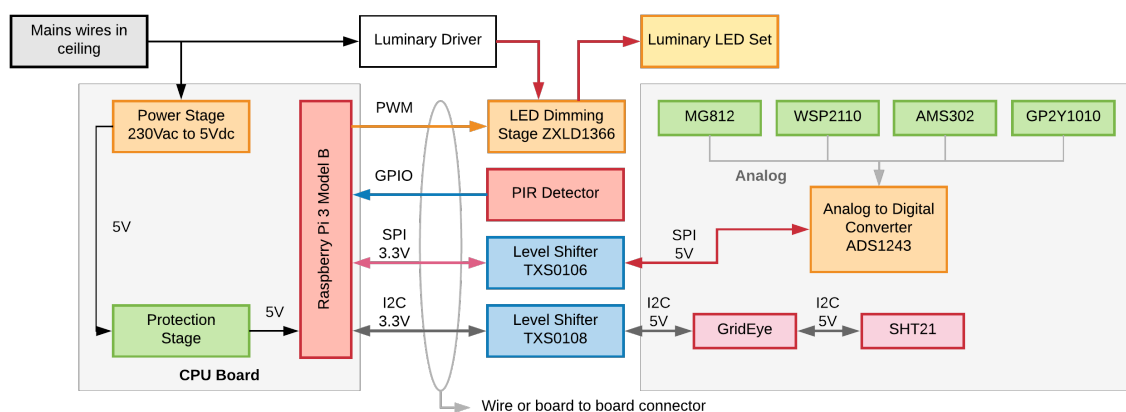 Mains wires in
ceiling
Luminary Driver
Luminary LED Set
Power Stage
230Vac to 5Vdc
PWM
LED Dimming
Stage ZXLD1366
MG812
WSP2110
AMS302
GP2Y1010
Analog
GPIO
PIR Detector
Raspberry Pi 3 Model B
Analog to Digital
Converter
ADS1243
5V
SPI
3.3V
Level Shifter
TXS0106
SPI
5V
Protection
Stage
5V
I2C
3.3V
Level Shifter
TXS0108
I2C
5V
GridEye
I2C
5V
SHT21
CPU Board
Wire or board to board connector